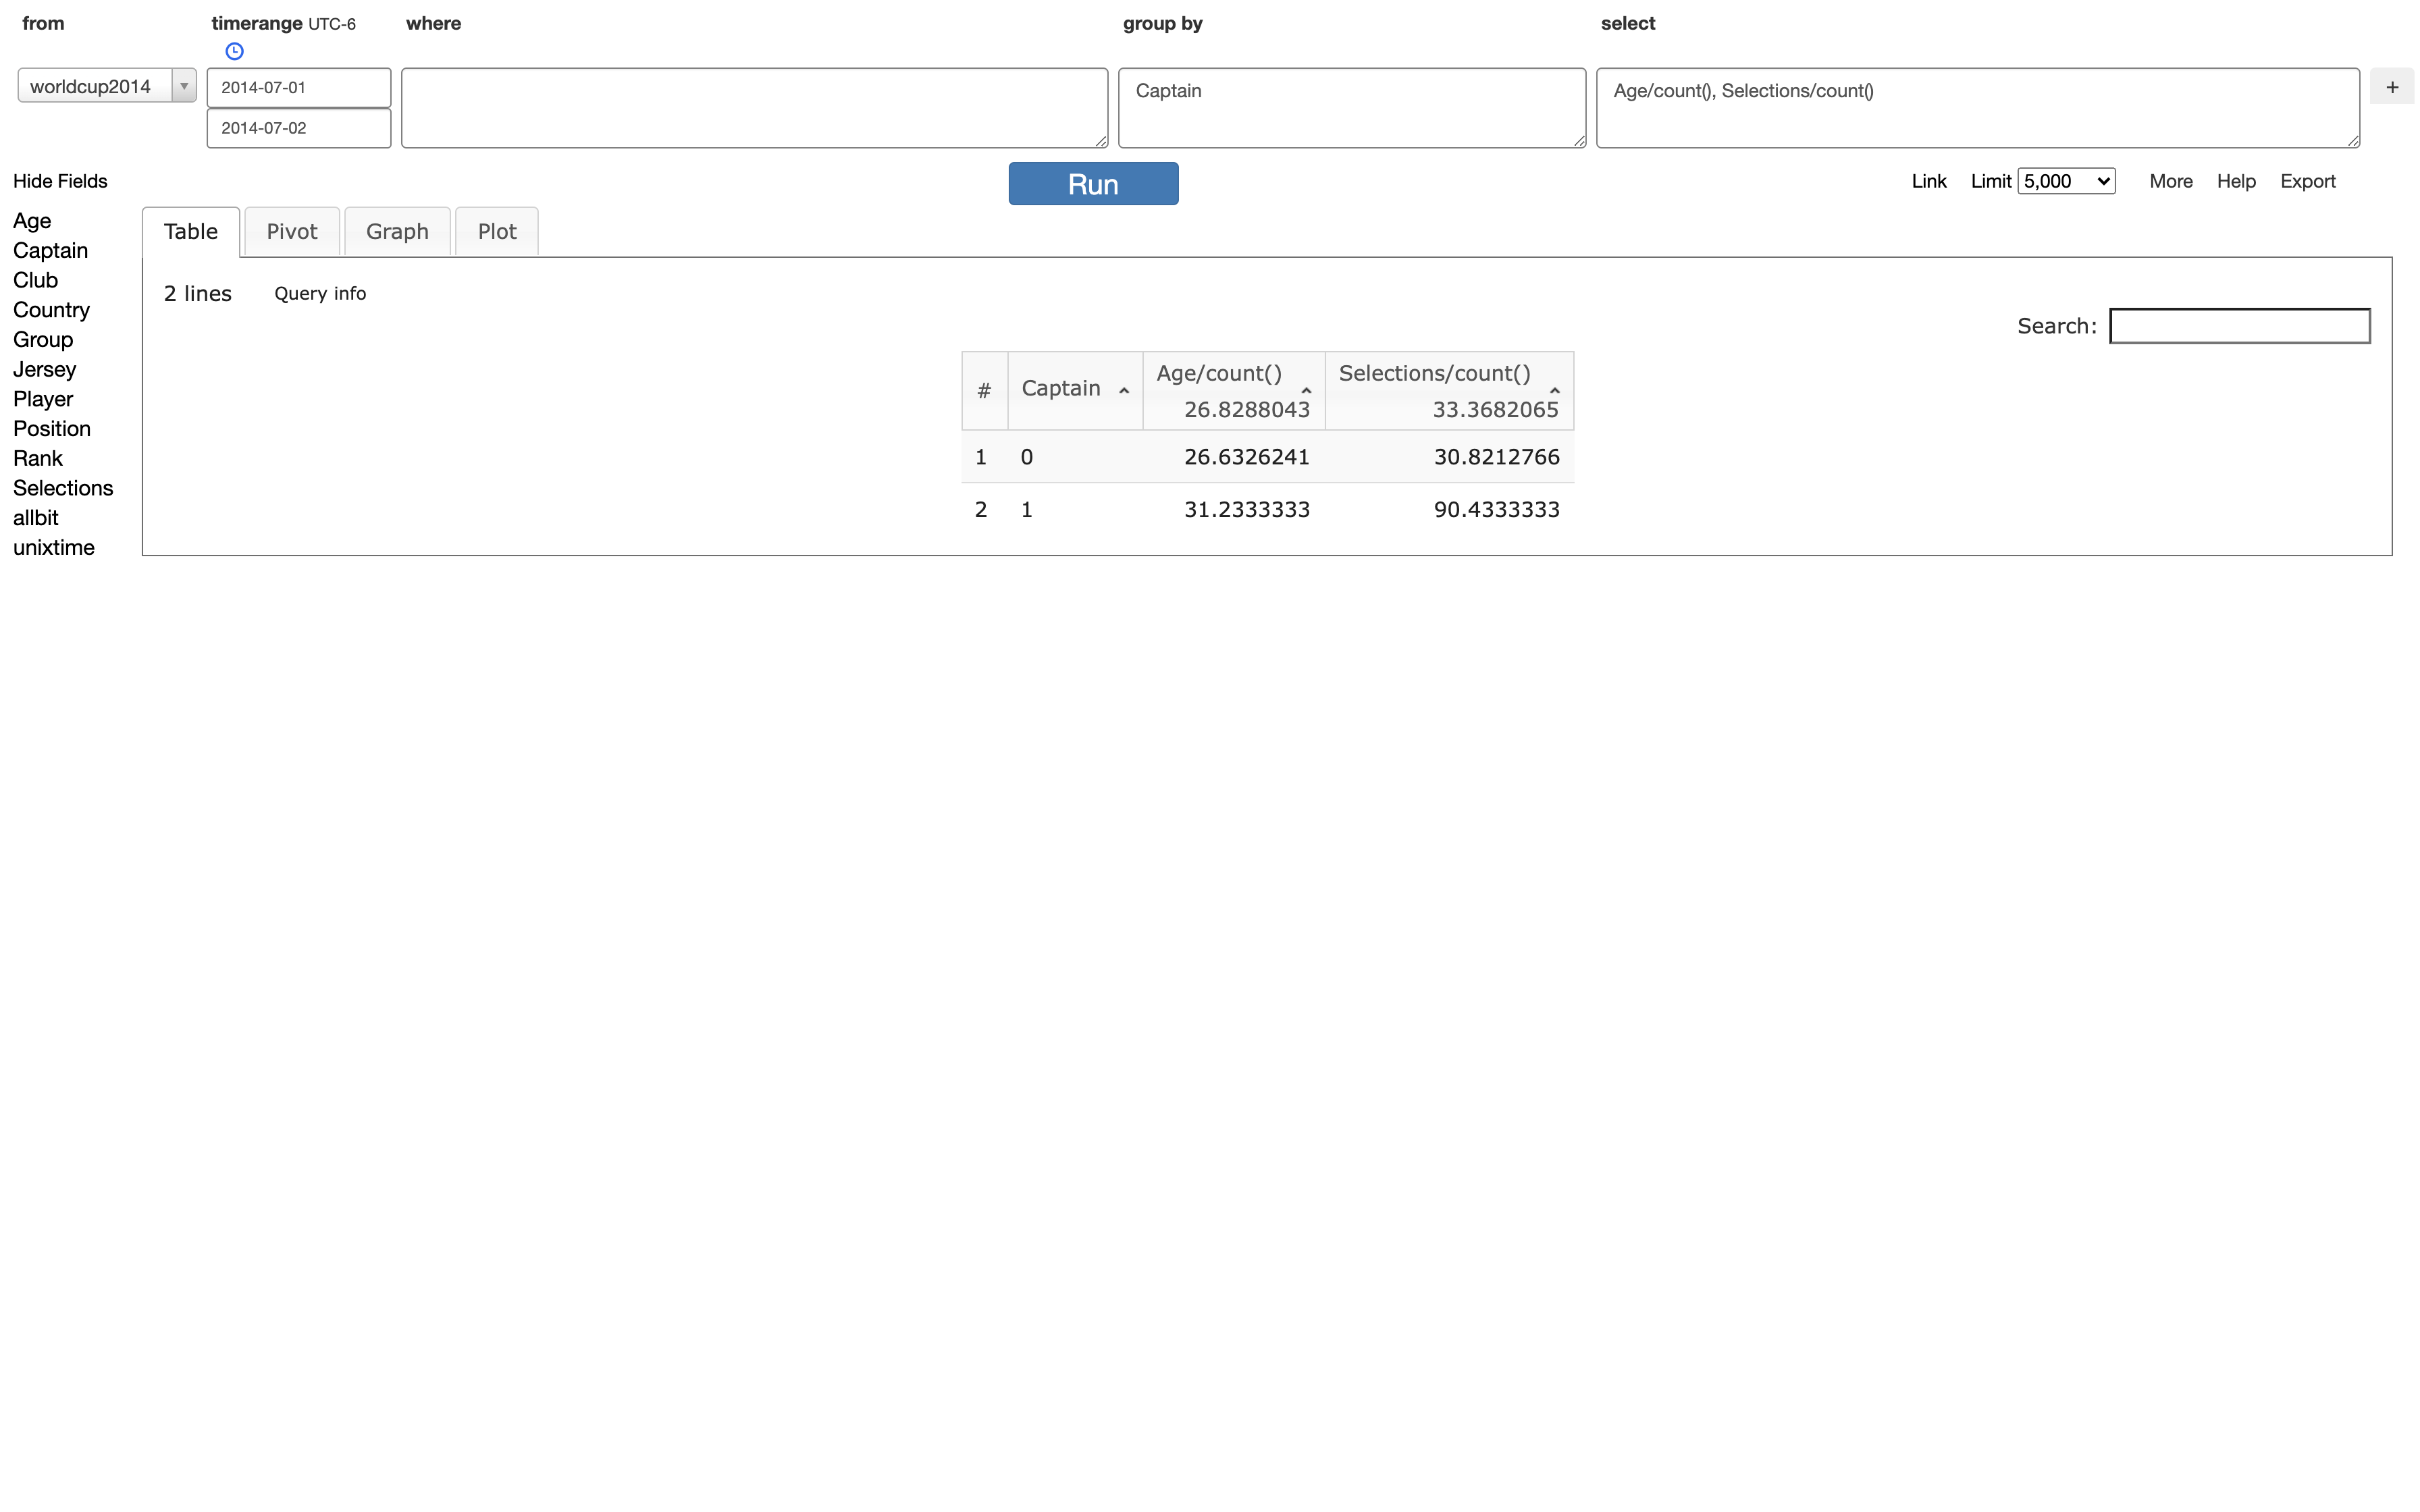 from
timerange UTC-6
where
group by
select
worldcup2014
2014-07-01
2014-07-02
Captain
Age/count(), Selections/count()
+
Hide Fields
Run
Link
Limit 5,000
More
Help
Export
Age
Captain
Club
Country
Group
Jersey
Player
Position
Rank
Selections
allbit
unixtime
Table
Pivot
Graph
Plot
2 lines
Query info
Search:
# Captain Age/count() Selections/count()
26.8288043 33.3682065
1 0 26.6326241 30.8212766
2 1 31.2333333 90.4333333